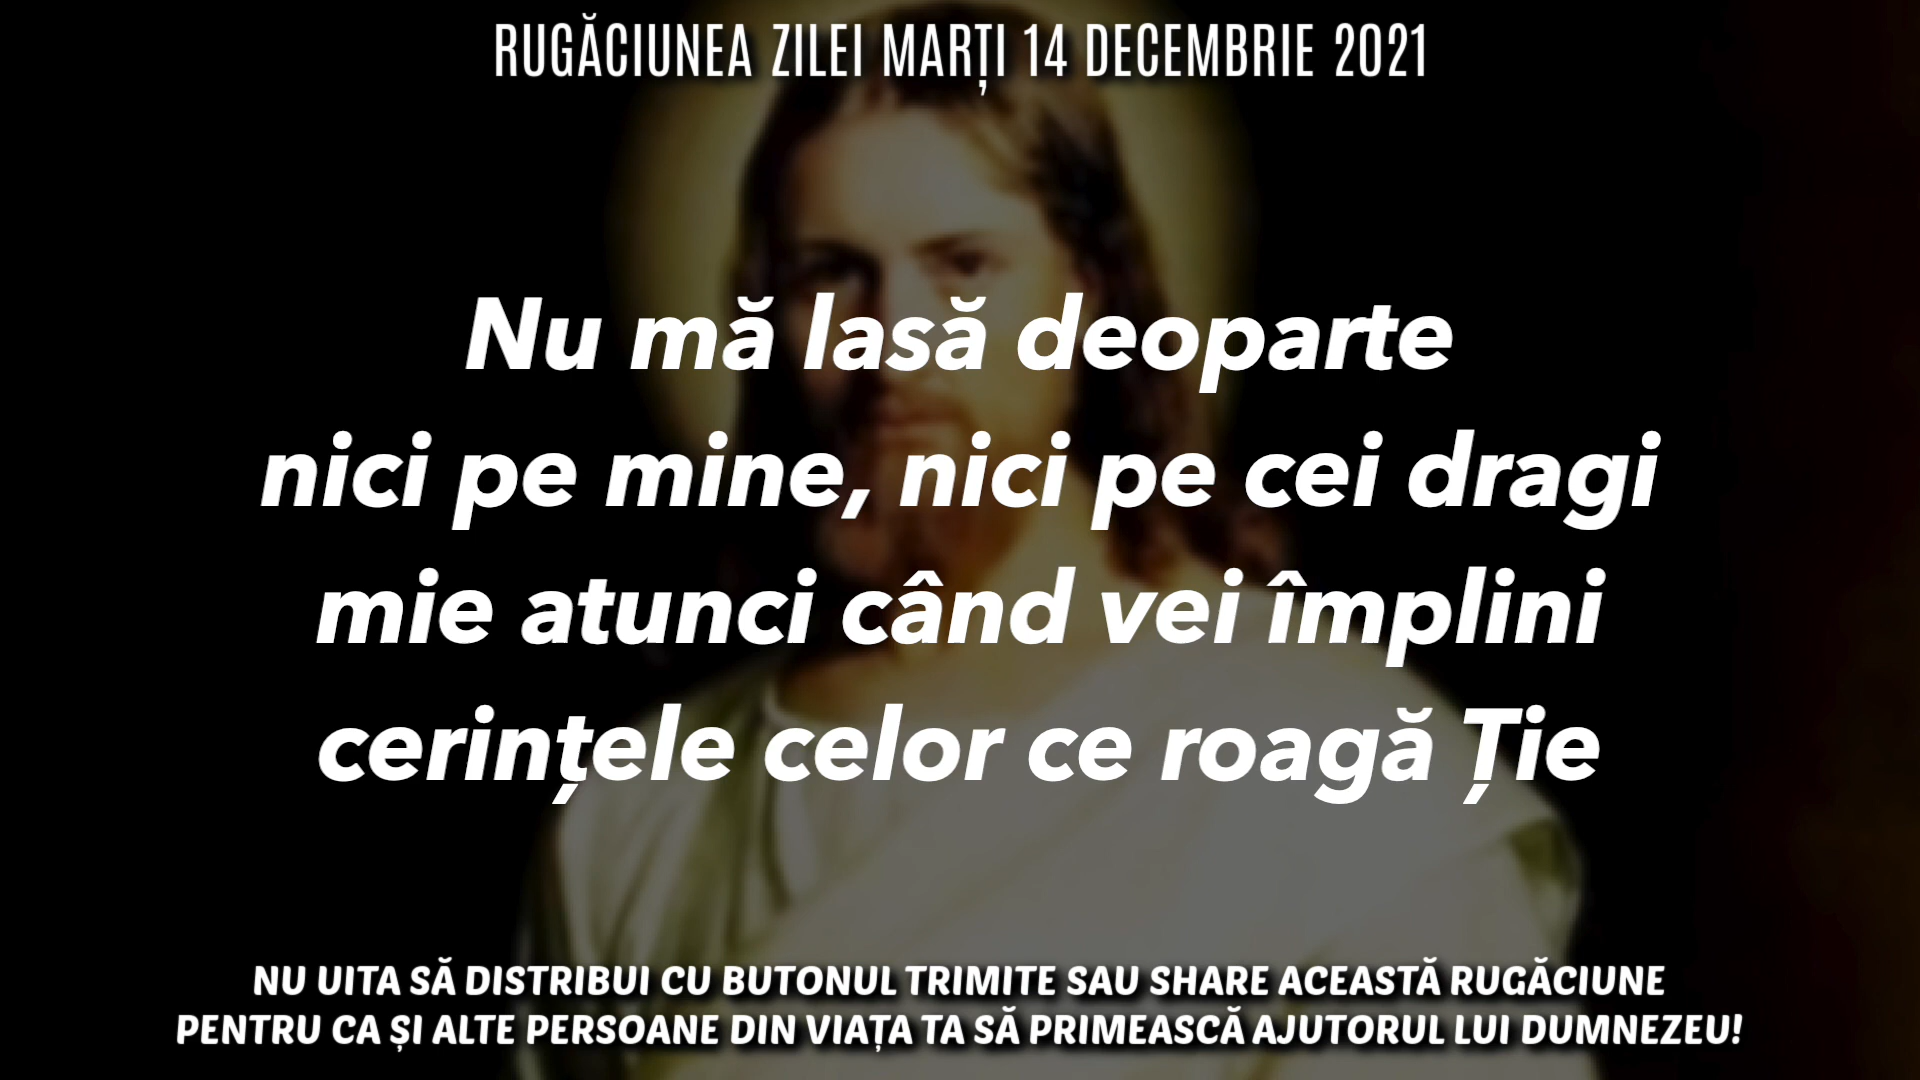 RUGĂCIUNEA ZILEI MARȚI 14 DECEMBRIE 2021
Nu mă lasă deoparte
nici pe mine, nici pe cei dragi
mie atunci când vei împlini
cerințele celor ce roagă Ție
NU UITA SĂ DISTRIBUI CU BUTONUL TRIMITE SAU SHARE ACEASTĂ RUGĂCIUNE
PENTRU CA ȘI ALTE PERSOANE DIN VIAȚA TA SĂ PRIMEASCĂ AJUTORUL LUI DUMNEZEU!